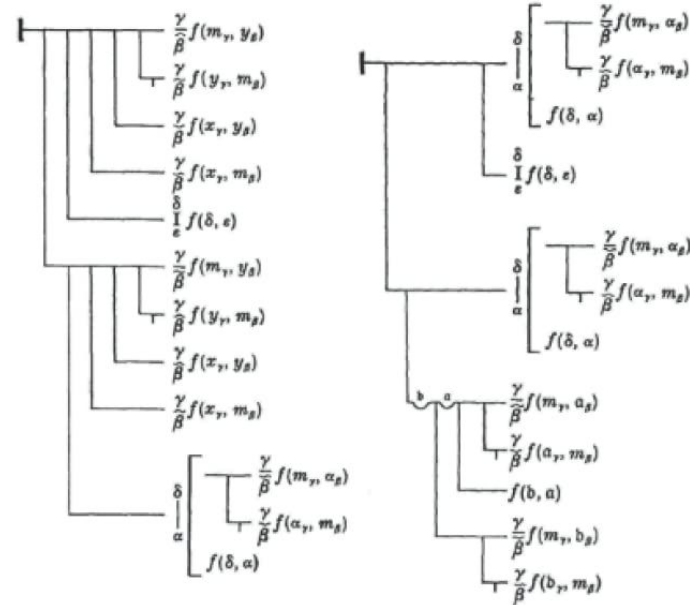 γ/β̃ f(m_γ, y_β)
γ/β̃ f(y_γ, m_β)
γ/β̃ f(x_γ, y_β)
γ/β̃ f(x_γ, m_β)
δ
I f(δ, ε)
ε
γ/β̃ f(m_γ, y_β)
γ/β̃ f(y_γ, m_β)
γ/β̃ f(x_γ, y_β)
γ/β̃ f(x_γ, m_β)
δ
|
α
γ/β̃ f(m_γ, α_β)
γ/β̃ f(α_γ, m_β)
f(δ, α)
δ
|
α
γ/β̃ f(m_γ, α_β)
γ/β̃ f(α_γ, m_β)
f(δ, α)
δ
I f(δ, ε)
ε
δ
|
α
γ/β̃ f(m_γ, α_β)
γ/β̃ f(α_γ, m_β)
f(δ, α)
b a
γ/β̃ f(m_γ, a_β)
γ/β̃ f(a_γ, m_β)
f(b, a)
γ/β̃ f(m_γ, b_β)
γ/β̃ f(b_γ, m_β)